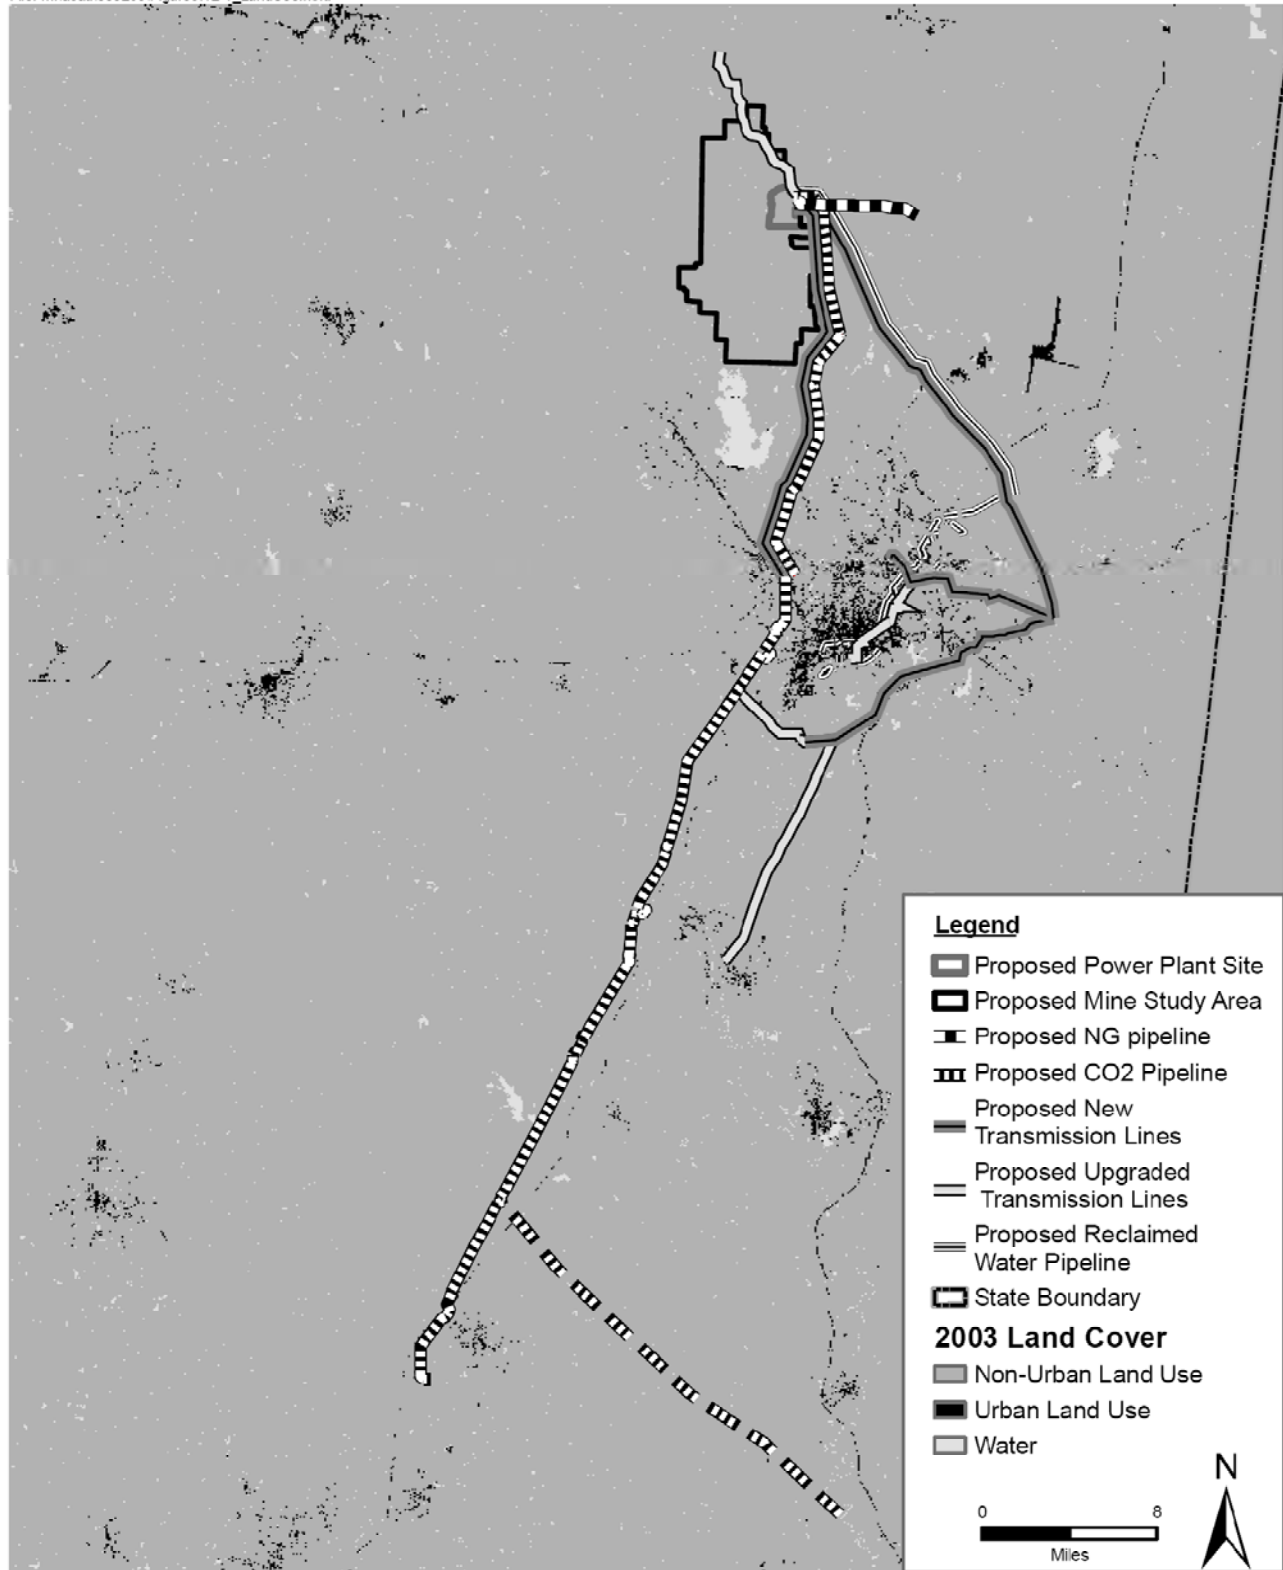 Legend
Proposed Power Plant Site
Proposed Mine Study Area
Proposed NG pipeline
Proposed CO2 Pipeline
Proposed New
Transmission Lines
Proposed Upgraded
Transmission Lines
Proposed Reclaimed
Water Pipeline
State Boundary
2003 Land Cover
Non-Urban Land Use
Urban Land Use
Water
N
0 8
Miles